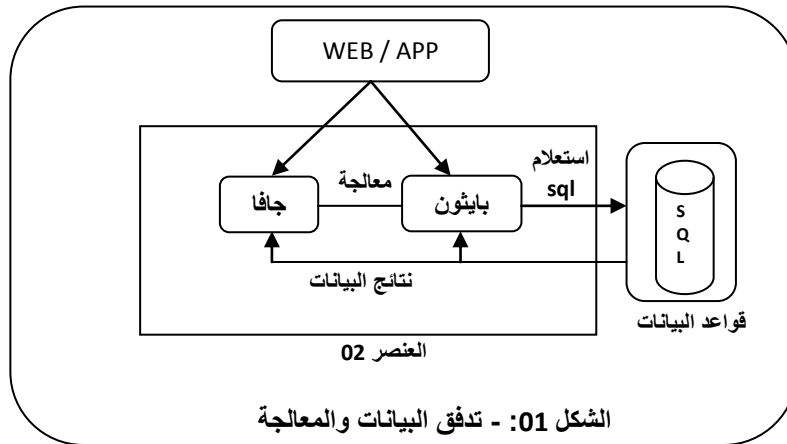 WEB / APP
استعلام
sql
معالجة
جافا
بايثون
S
Q
L
نتائج البيانات
قواعد البيانات
العنصر 02
الشكل 01: - تدفق البيانات والمعالجة